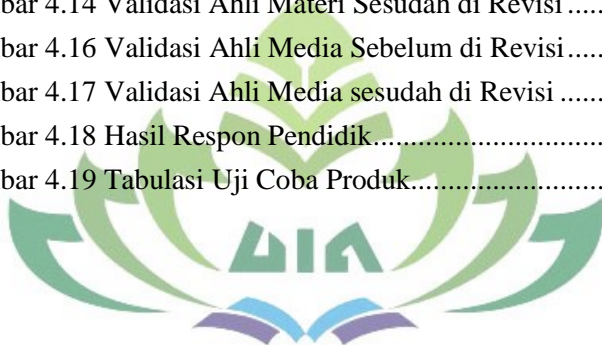 bar 4.14 Validasi Ahli Materi Sesudah di Revisi.....
bar 4.16 Validasi Ahli Media Sebelum di Revisi.....
bar 4.17 Validasi Ahli Media sesudah di Revisi ......
bar 4.18 Hasil Respon Pendidik...........................
bar 4.19 Tabulasi Uji Coba Produk.......................
UIN